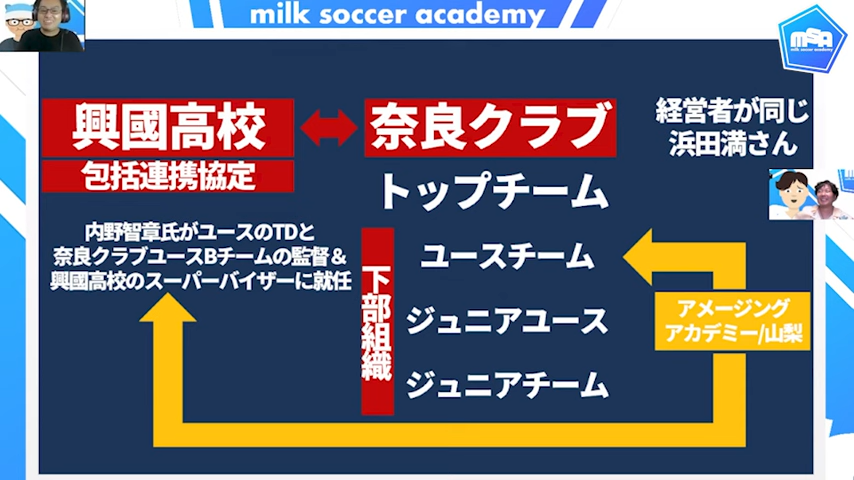 milk soccer academy
MSA
milk soccer academy
興國高校
奈良クラブ
経営者が同じ
浜田満さん
包括連携協定
トップチーム
内野智章氏がユースのTDと
奈良クラブユースBチームの監督&
興國高校のスーパーバイザーに就任
下部組織
ユースチーム
ジュニアユース
ジュニアチーム
アメージング
アカデミー/山梨